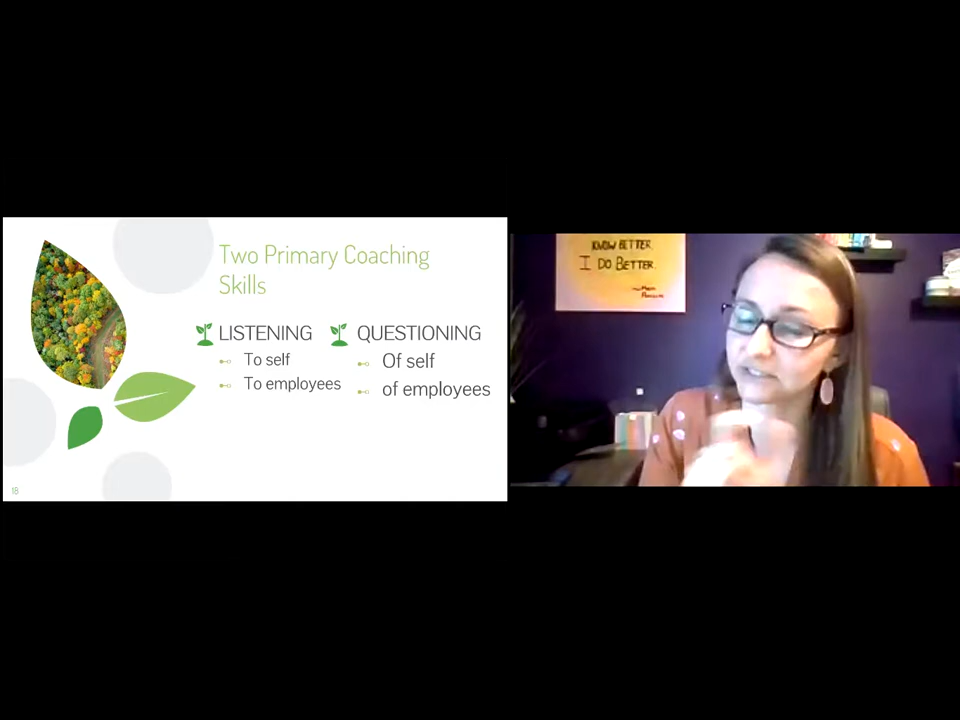 Two Primary Coaching
Skills
LISTENING
To self
To employees
QUESTIONING
Of self
of employees
18
KNOW BETTER
I DO BETTER.